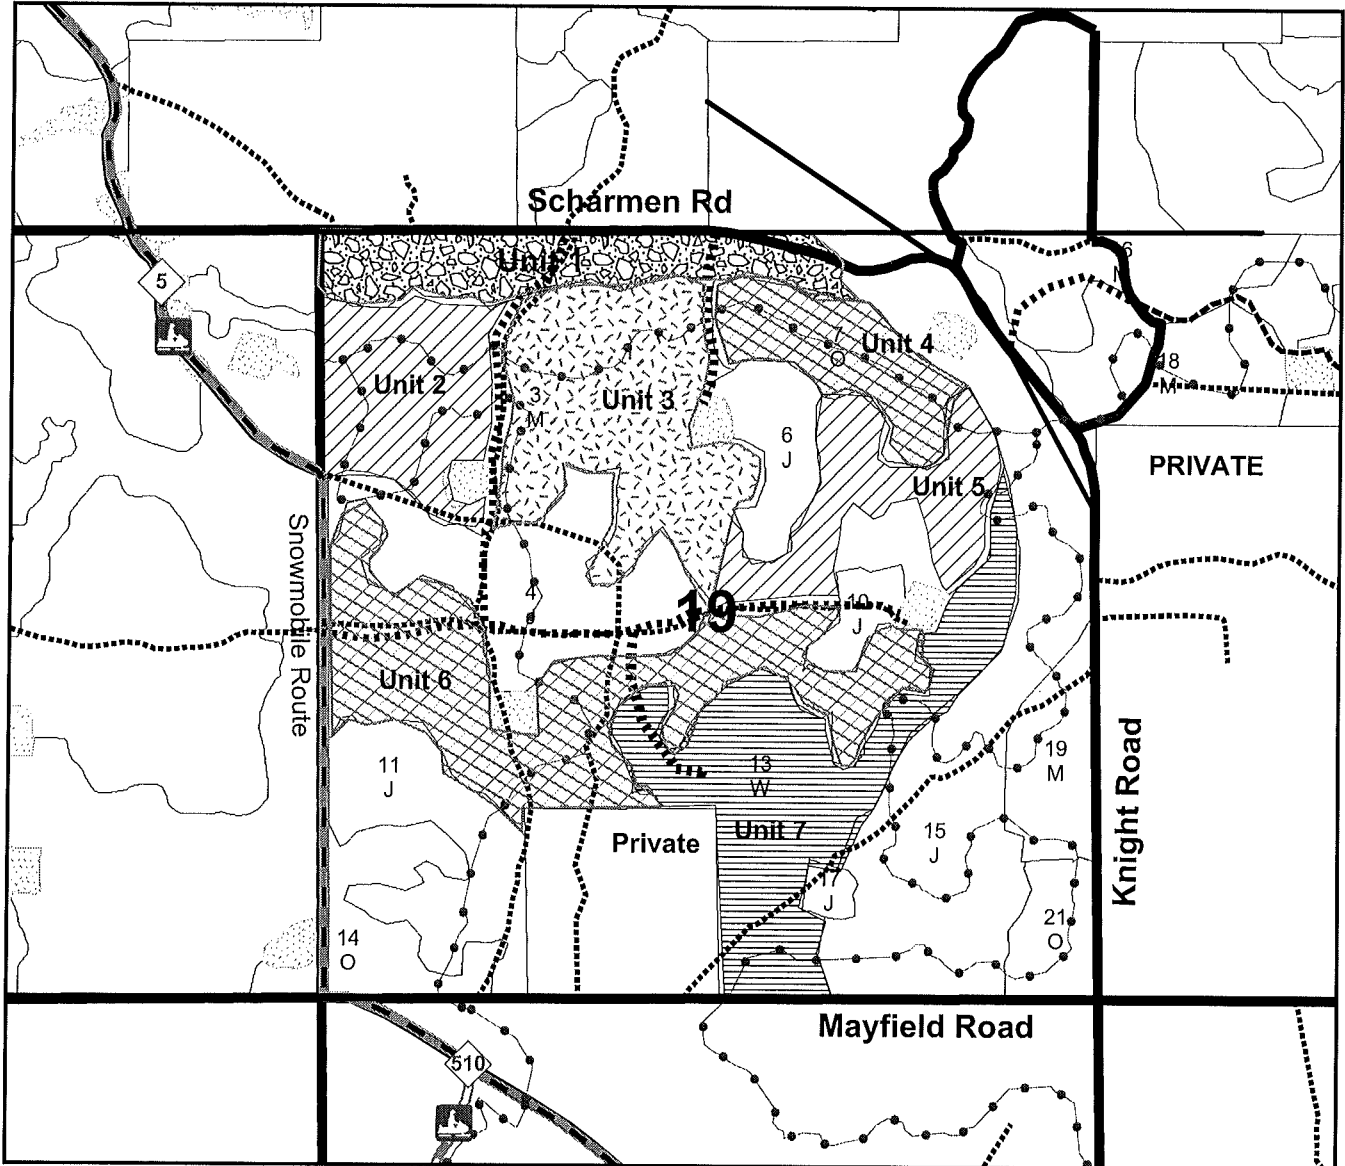 Scharmen Rd
Unit 1
5
6
Unit 2
Unit 3
7
O
Unit 4
18
M
3
M
6
J
PRIVATE
Unit 5
Snowmobile Route
4
19
10
J
Unit 6
11
J
13
W
19
M
Knight Road
Private
Unit 7
15
J
17
J
14
O
21
O
Mayfield Road
510